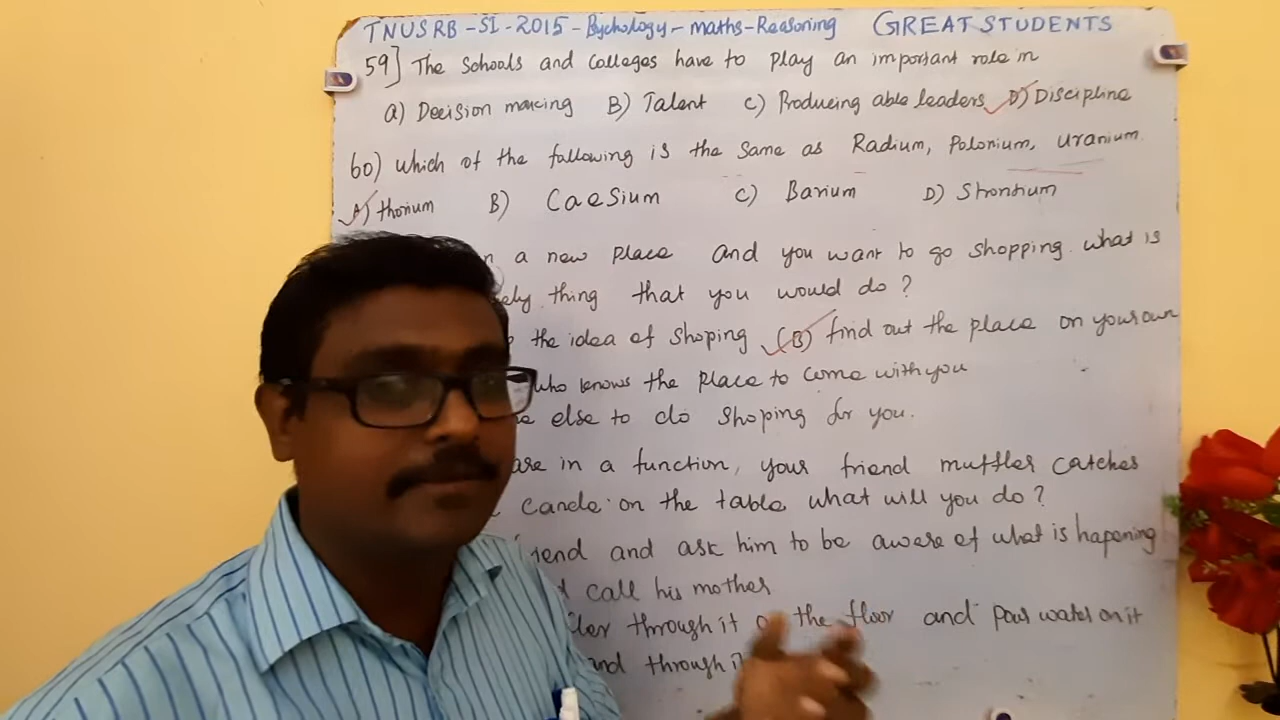 TNUSRB-SI-2015-Pychology-maths-Reasoning GREAT STUDENTS
59] The Schools and Colleges have to play an important role in
a) Decision making B) Talent C) Producing able leaders D) Discipline
60) Which of the following is the same as Radium, Polonium, Uranium.
A) thorium B) Caesium C) Barium D) Strontium
a new place and you want to go shopping. What is
thing that you would do?
the idea of shoping (B) find out the place on your own
who knows the place to come with you
else to do shoping for you.
are in a function, your friend muffler catches
candle on the table what will you do?
and ask him to be aware of what is happening
call his mother
through it the floor and pour water on it
and through